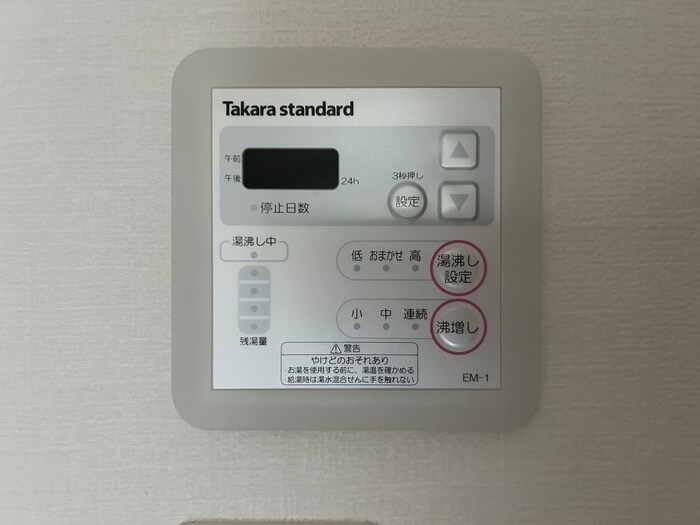 Takara standard
午前
午後
24h
停止日数
3秒押し
設定
湯沸し中
低 おまかせ 高
湯沸し
設定
小 中 連続
沸増し
残湯量
警告
やけどのおそれあり
お湯を使用する前に、湯温を確かめる
給湯時は湯水混合せんに手を触れない
EM-1